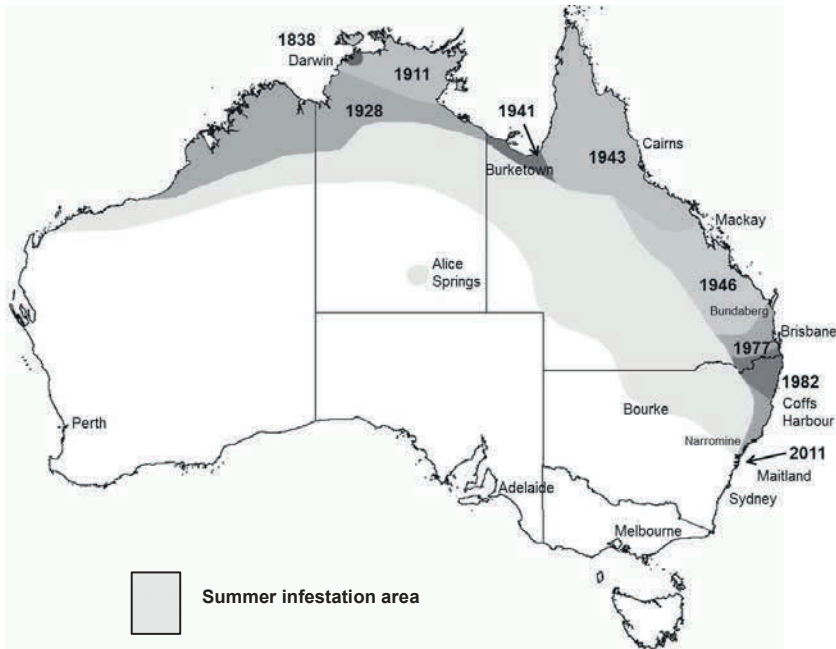 1838
Darwin
1911
1928
1941
Burketown
1943
Cairns
Mackay
Alice
Springs
1946
Bundaberg
Brisbane
1977
1982
Coffs
Harbour
Bourke
Perth
Narromine
2011
Maitland
Sydney
Adelaide
Melbourne
Summer infestation area